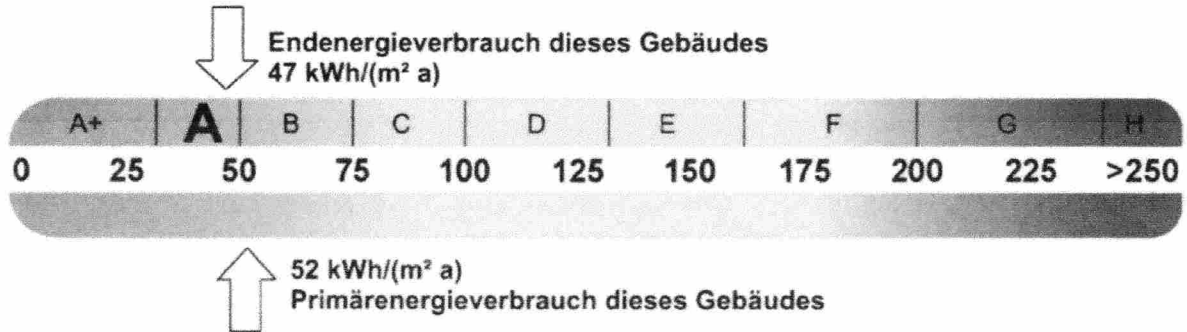 Endenergieverbrauch dieses Gebäudes
47 kWh/(m² a)
A+ A B C D E F G H
0 25 50 75 100 125 150 175 200 225 >250
52 kWh/(m² a)
Primärenergieverbrauch dieses Gebäudes